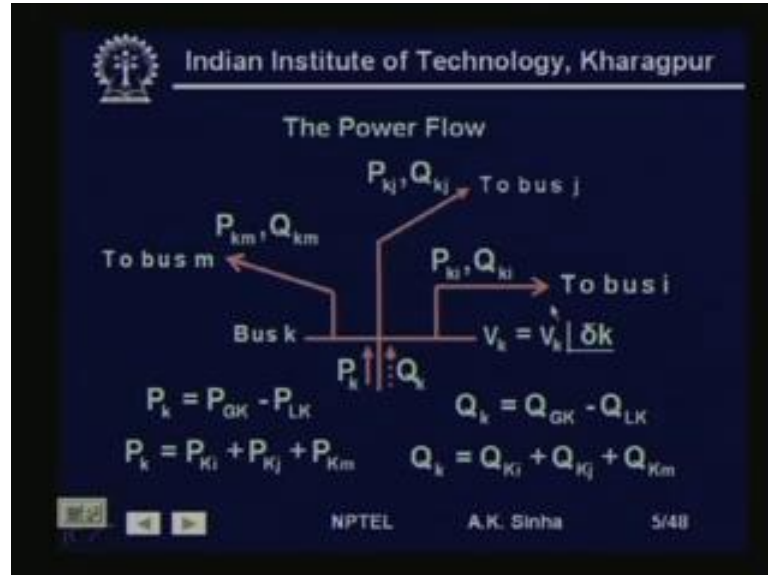 Indian Institute of Technology, Kharagpur
The Power Flow
P_kj, Q_kj To bus j
P_km, Q_km
To bus m
P_ki, Q_ki
To bus i
Bus k
V_k = V_k|δk
P_k Q_k
P_k = P_GK - P_LK
Q_k = Q_GK - Q_LK
P_k = P_Ki + P_Kj + P_Km
Q_k = Q_Ki + Q_Kj + Q_Km
NPTEL A.K. Sinha 5/48